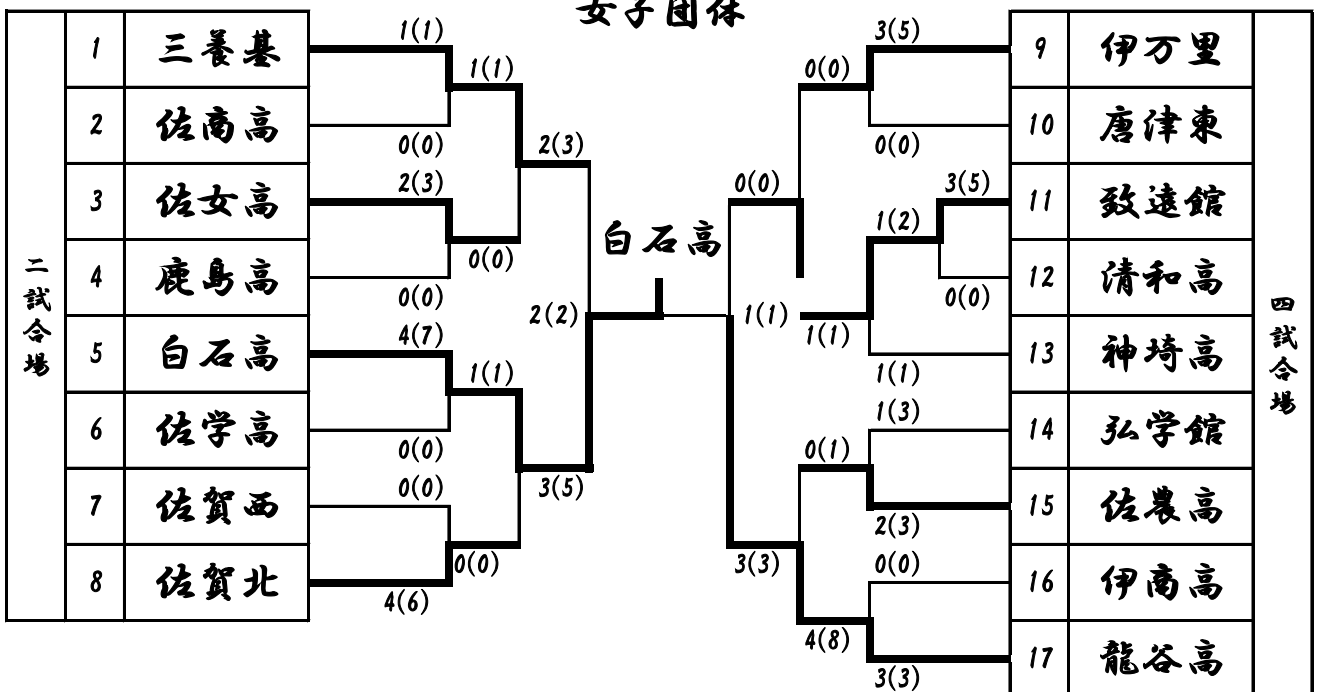 女子団体
二試合場
1 三養基
2 佐商高
3 佐女高
4 鹿島高
5 白石高
6 佐学高
7 佐賀西
8 佐賀北
1(1)
0(0)
2(3)
0(0)
4(7)
0(0)
0(0)
4(6)
1(1)
0(0)
1(1)
0(0)
2(3)
3(5)
2(2)
白石高
1(1)
0(0)
3(3)
0(0)
1(1)
0(1)
4(8)
1(2)
1(1)
3(5)
0(0)
3(5)
0(0)
1(3)
2(3)
0(0)
3(3)
9 伊万里
10 唐津東
11 致遠館
12 清和高
13 神埼高
14 弘学館
15 佐農高
16 伊商高
17 龍谷高
四試合場